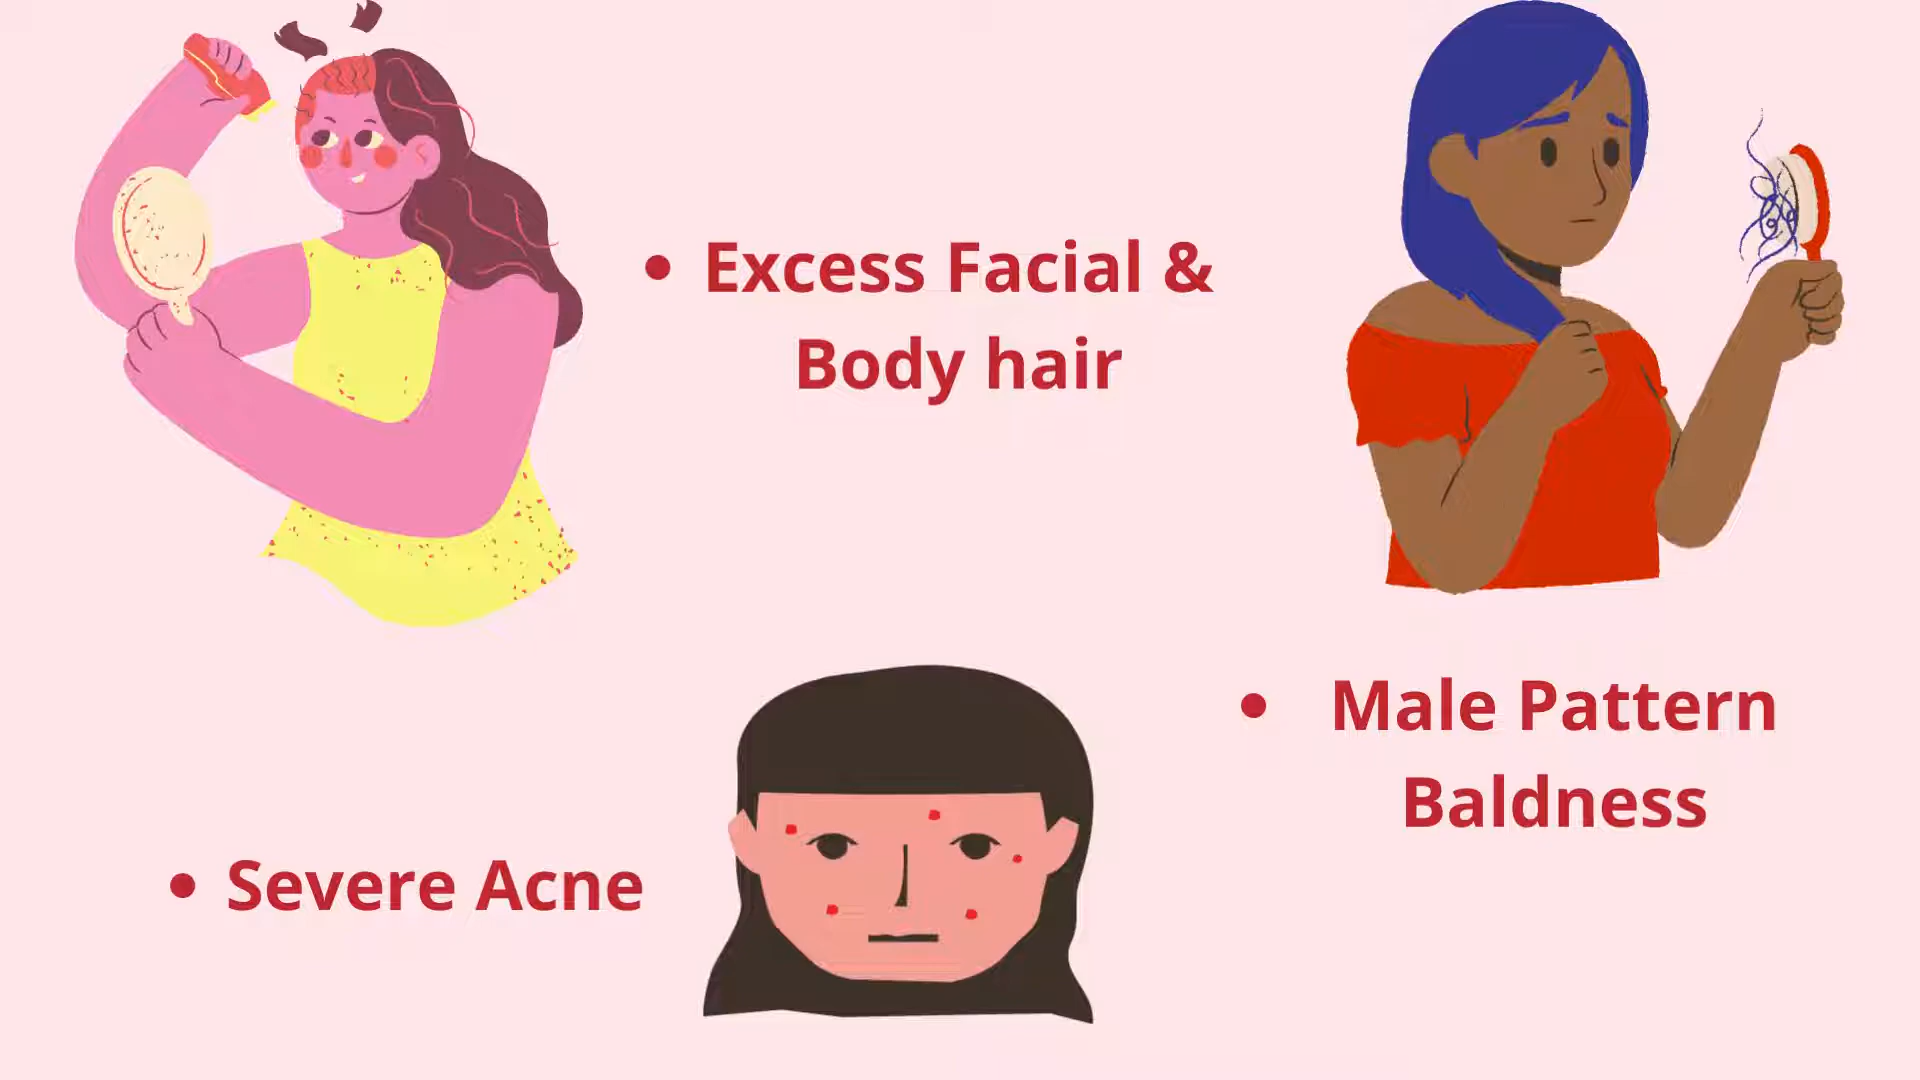 • Excess Facial &
Body hair
• Male Pattern
Baldness
• Severe Acne